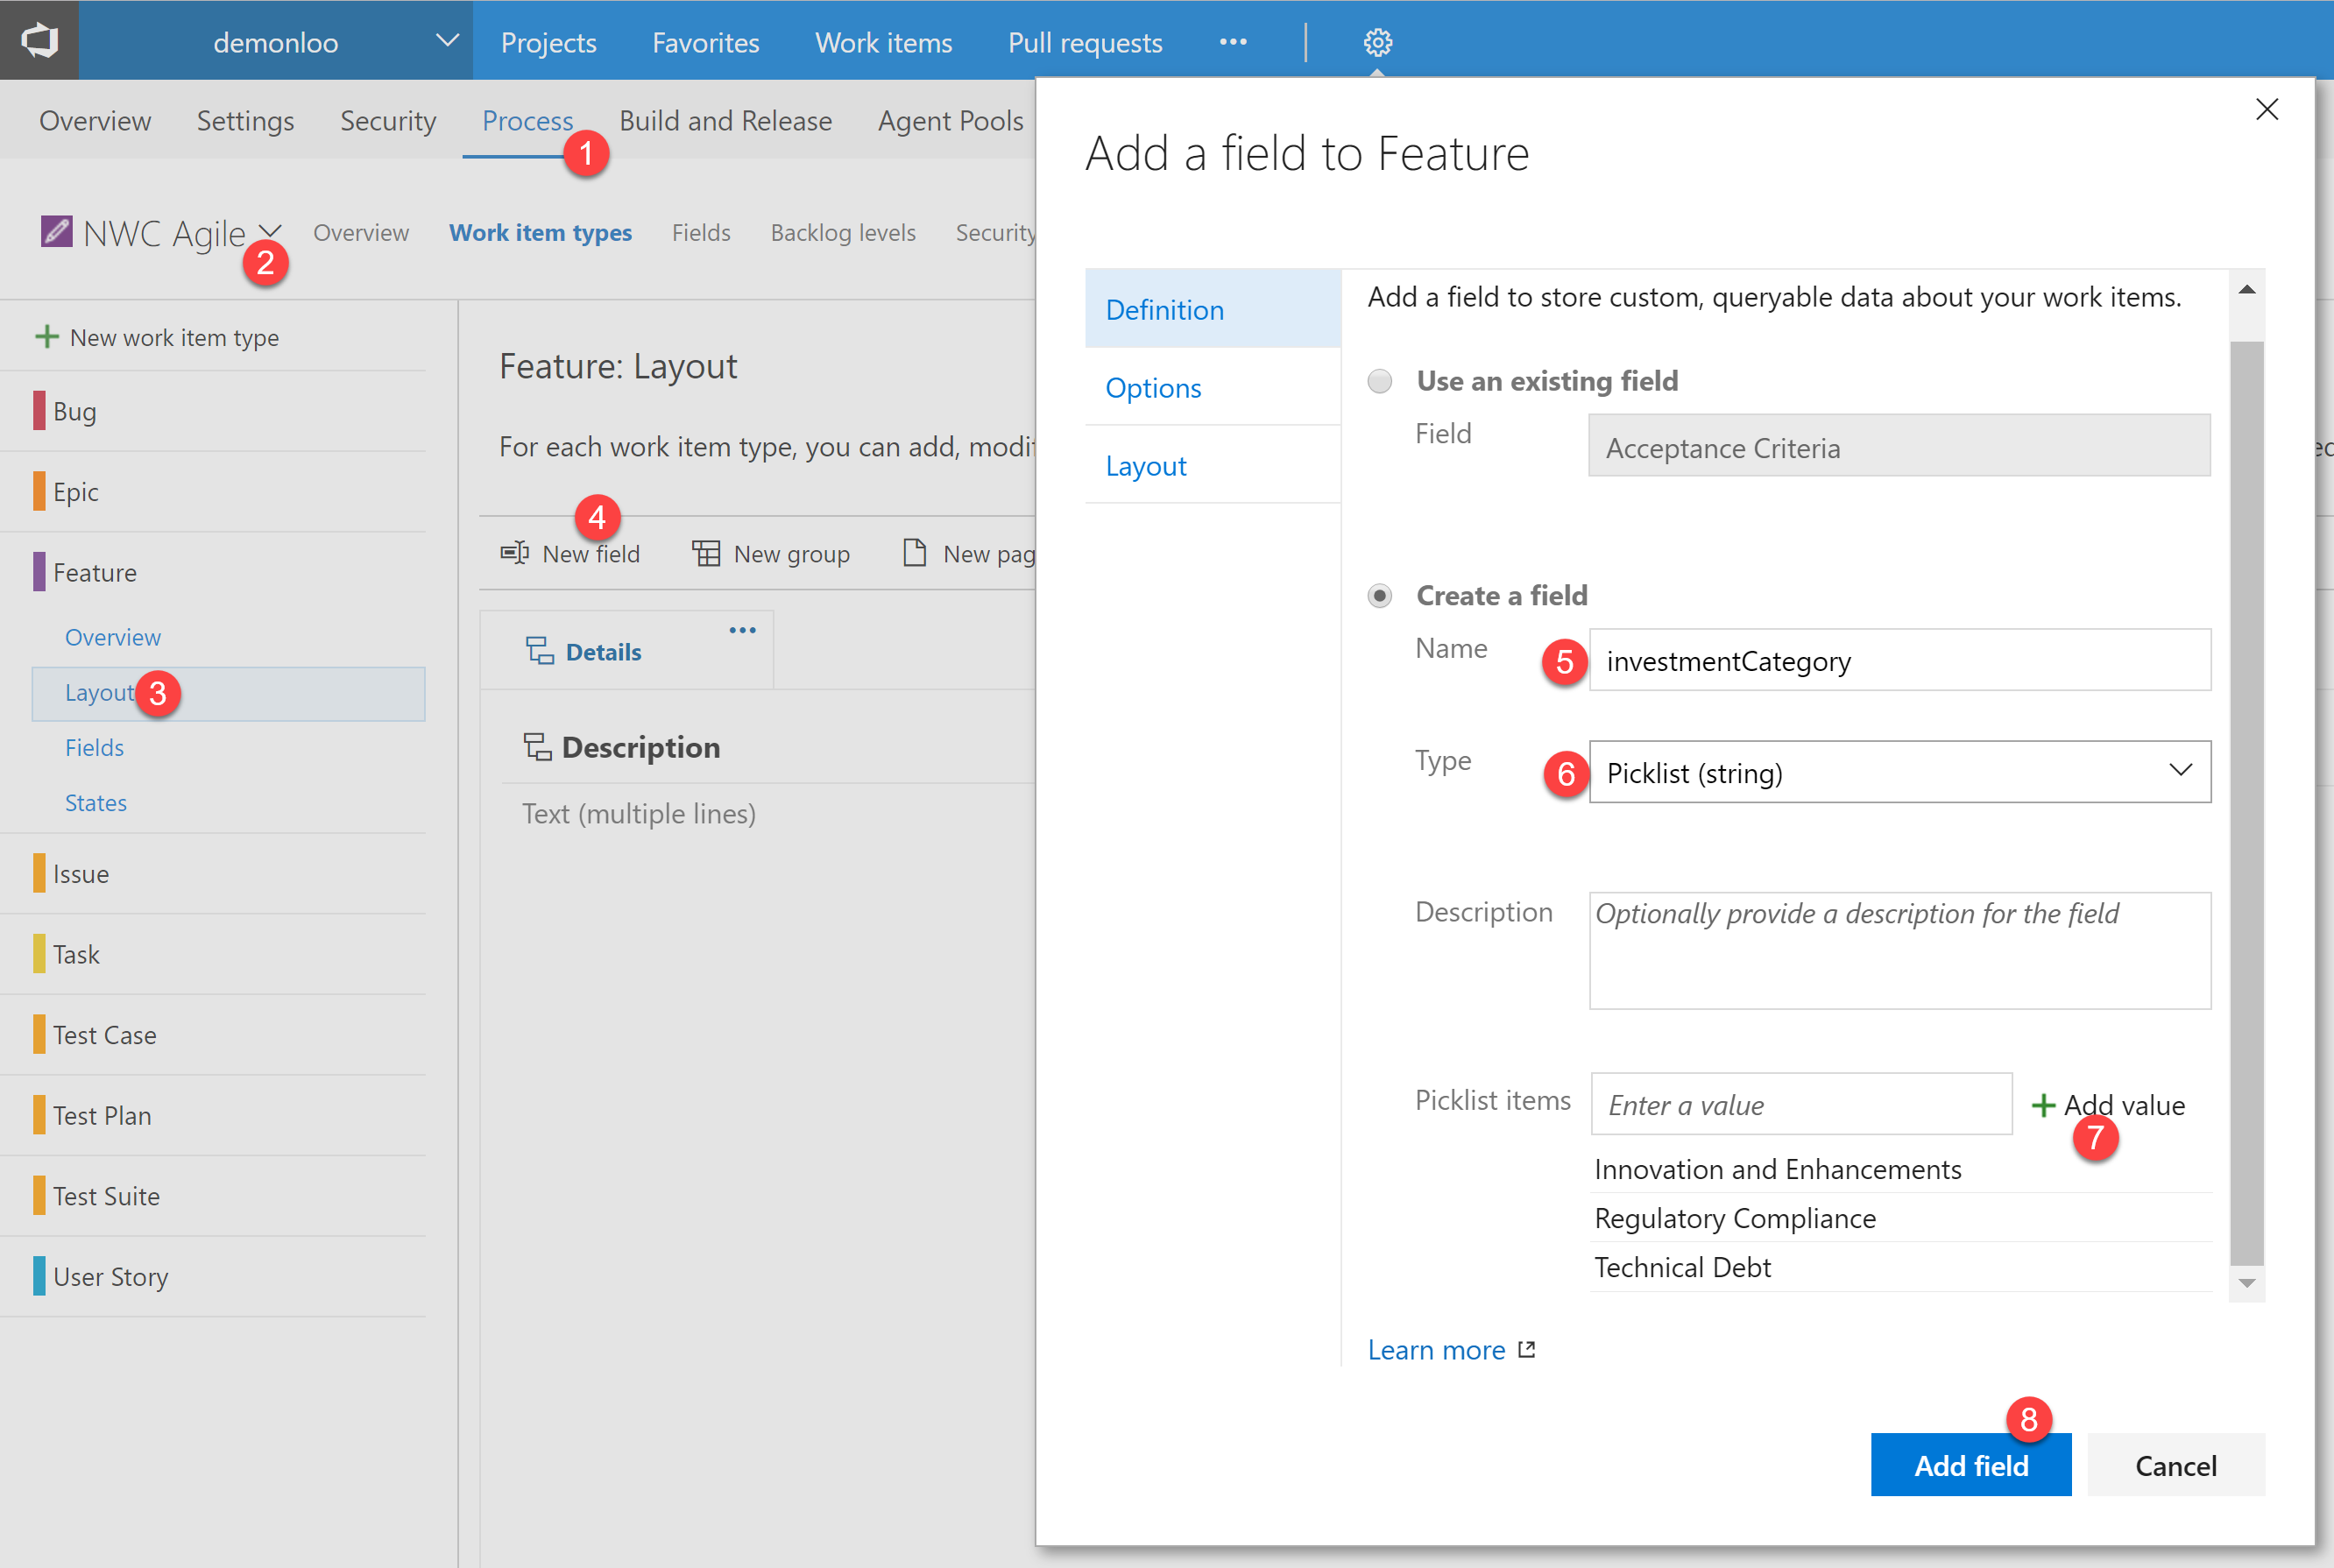 demonloo
Projects
Favorites
Work items
Pull requests
Overview
Settings
Security
Process
Build and Release
Agent Pools
1
NWC Agile
2
Overview
Work item types
Fields
Backlog levels
Security
New work item type
Bug
Epic
Feature
Overview
Layout
3
Fields
States
Issue
Task
Test Case
Test Plan
Test Suite
User Story
Feature: Layout
For each work item type, you can add, modif
4
New field
New group
New pag
Details
Description
Text (multiple lines)
Add a field to Feature
Definition
Options
Layout
Add a field to store custom, queryable data about your work items.
Use an existing field
Field
Acceptance Criteria
Create a field
Name
5
investmentCategory
Type
6
Picklist (string)
Description
Optionally provide a description for the field
Picklist items
Enter a value
Add value
7
Innovation and Enhancements
Regulatory Compliance
Technical Debt
Learn more
8
Add field
Cancel